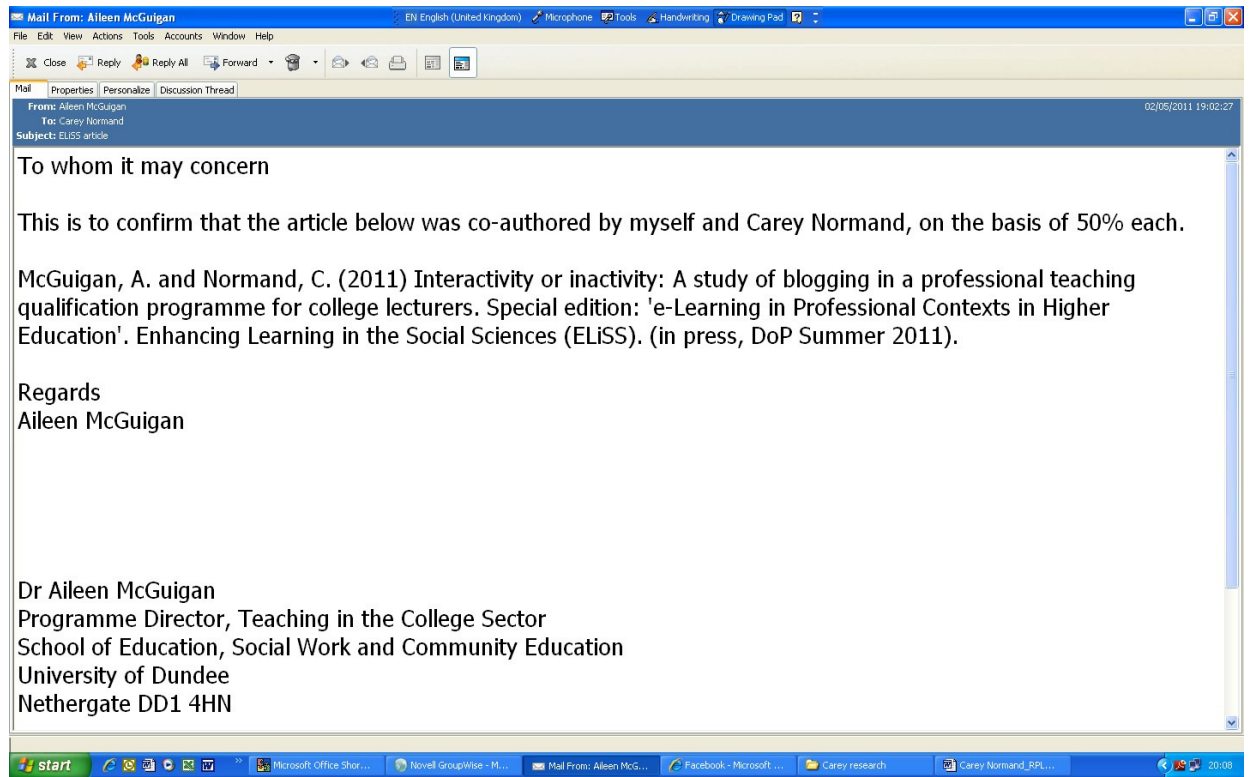 Mail From: Aileen McGuigan
EN English (United Kingdom) Microphone Tools Handwriting Drawing Pad
File Edit View Actions Tools Accounts Window Help
Close Reply Reply All Forward
Mail Properties Personalize Discussion Thread
From: Aileen McGuigan 02/05/2011 19:02:27
To: Carey Normand
Subject: ELiSS article
To whom it may concern
This is to confirm that the article below was co-authored by myself and Carey Normand, on the basis of 50% each.
McGuigan, A. and Normand, C. (2011) Interactivity or inactivity: A study of blogging in a professional teaching
qualification programme for college lecturers. Special edition: 'e-Learning in Professional Contexts in Higher
Education'. Enhancing Learning in the Social Sciences (ELiSS). (in press, DoP Summer 2011).
Regards
Aileen McGuigan
Dr Aileen McGuigan
Programme Director, Teaching in the College Sector
School of Education, Social Work and Community Education
University of Dundee
Nethergate DD1 4HN
start Microsoft Office Shor... Novell GroupWise - M... Mail From: Aileen McG... Facebook - Microsoft ... Carey research Carey Normand_RPL... 20:08